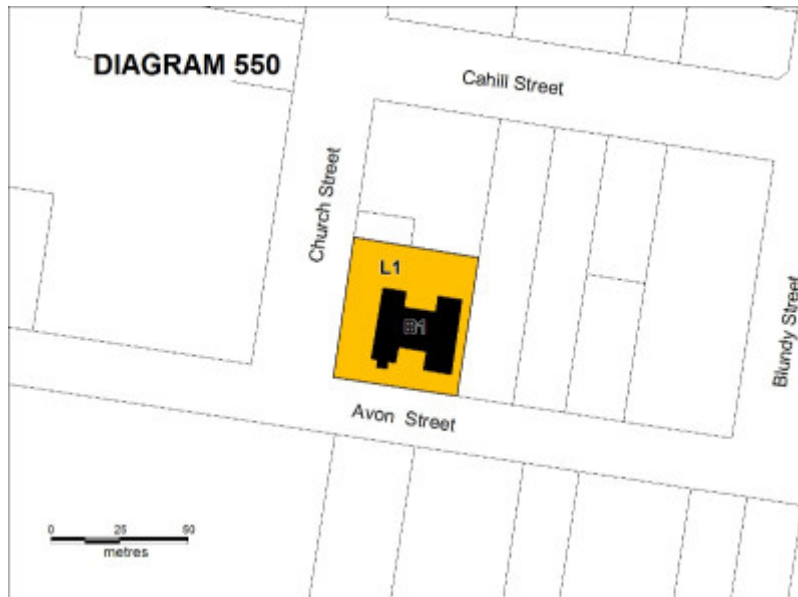 DIAGRAM 550
Cahill Street
Church Street
L1
B1
Blundy Street
Avon Street
0 25 50
metres